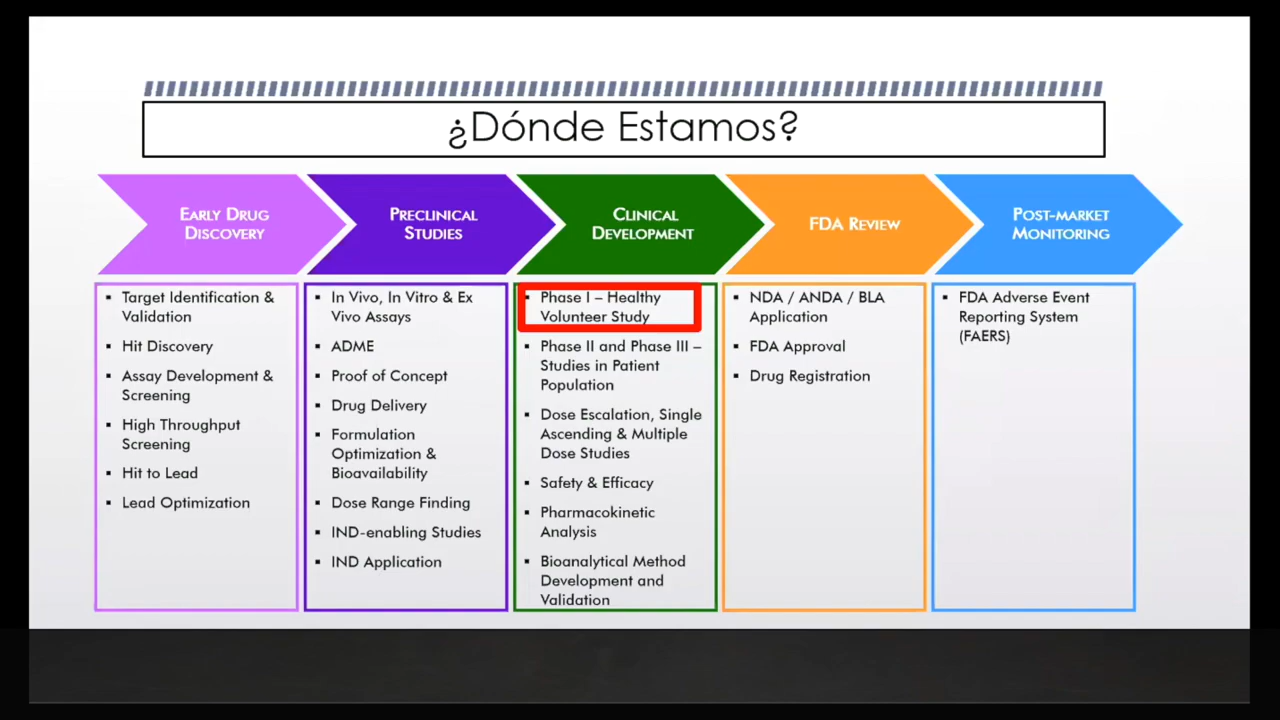 ¿Dónde Estamos?
EARLY DRUG
DISCOVERY
▪ Target Identification &
Validation
▪ Hit Discovery
▪ Assay Development &
Screening
▪ High Throughput
Screening
▪ Hit to Lead
▪ Lead Optimization
PRECLINICAL
STUDIES
▪ In Vivo, In Vitro & Ex
Vivo Assays
▪ ADME
▪ Proof of Concept
▪ Drug Delivery
▪ Formulation
Optimization &
Bioavailability
▪ Dose Range Finding
▪ IND-enabling Studies
▪ IND Application
CLINICAL
DEVELOPMENT
▪ Phase I – Healthy
Volunteer Study
▪ Phase II and Phase III –
Studies in Patient
Population
▪ Dose Escalation, Single
Ascending & Multiple
Dose Studies
▪ Safety & Efficacy
▪ Pharmacokinetic
Analysis
▪ Bioanalytical Method
Development and
Validation
FDA REVIEW
▪ NDA / ANDA / BLA
Application
▪ FDA Approval
▪ Drug Registration
POST-MARKET
MONITORING
▪ FDA Adverse Event
Reporting System
(FAERS)